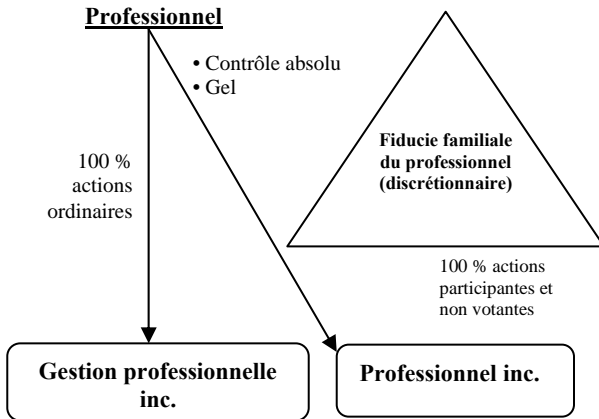 Professionnel
• Contrôle absolu
• Gel
100 %
actions
ordinaires
Fiducie familiale
du professionnel
(discrétionnaire)
100 % actions
participantes et
non votantes
Gestion professionnelle
inc.
Professionnel inc.